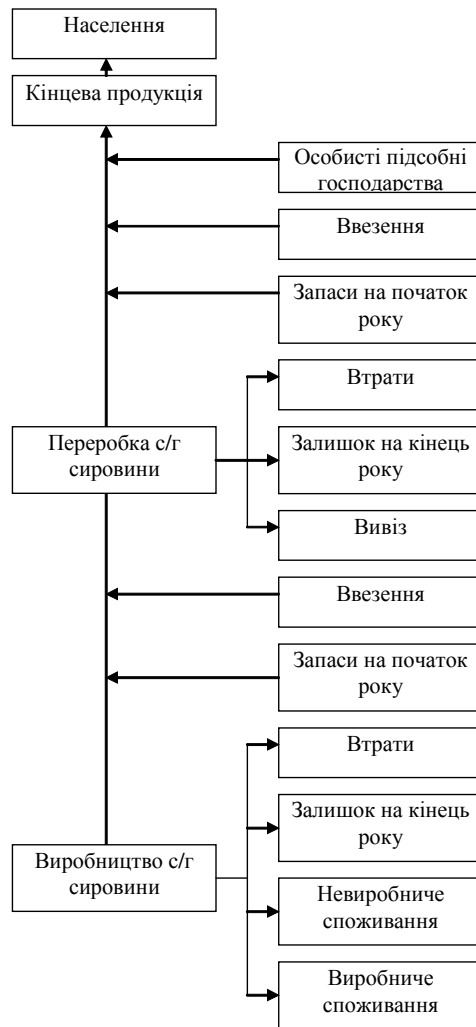 Населення
Кінцева продукція
Особисті підсобні
господарства
Ввезення
Запаси на початок
року
Втрати
Переробка с/г
сировини
Залишок на кінець
року
Вивіз
Ввезення
Запаси на початок
року
Втрати
Залишок на кінець
року
Виробництво с/г
сировини
Невиробниче
споживання
Виробниче
споживання